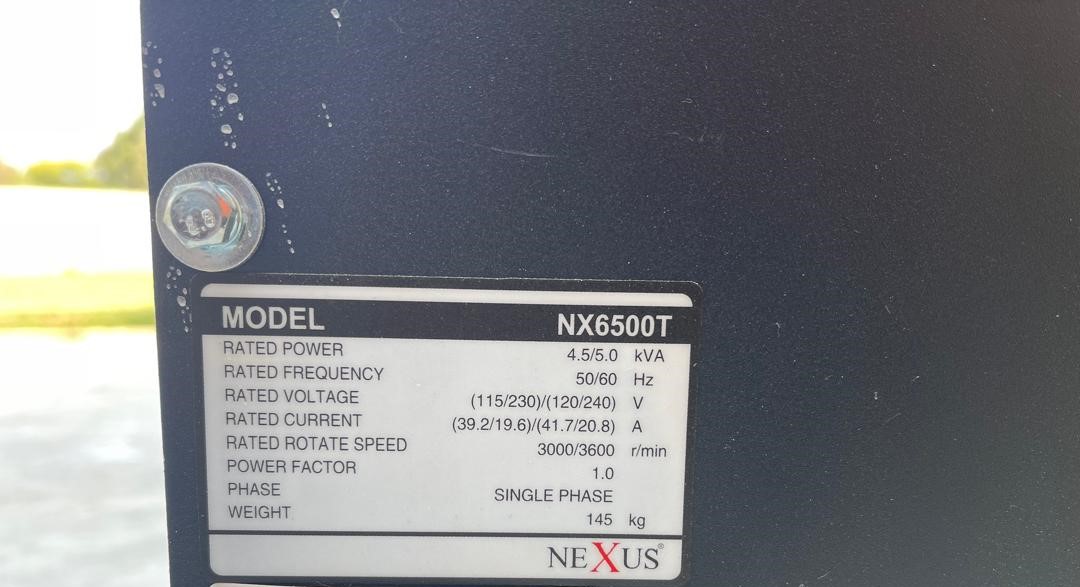 MODEL NX6500T
RATED POWER 4.5/5.0 kVA
RATED FREQUENCY 50/60 Hz
RATED VOLTAGE (115/230)/(120/240) V
RATED CURRENT (39.2/19.6)/(41.7/20.8) A
RATED ROTATE SPEED 3000/3600 r/min
POWER FACTOR 1.0
PHASE SINGLE PHASE
WEIGHT 145 kg
NEXUS®